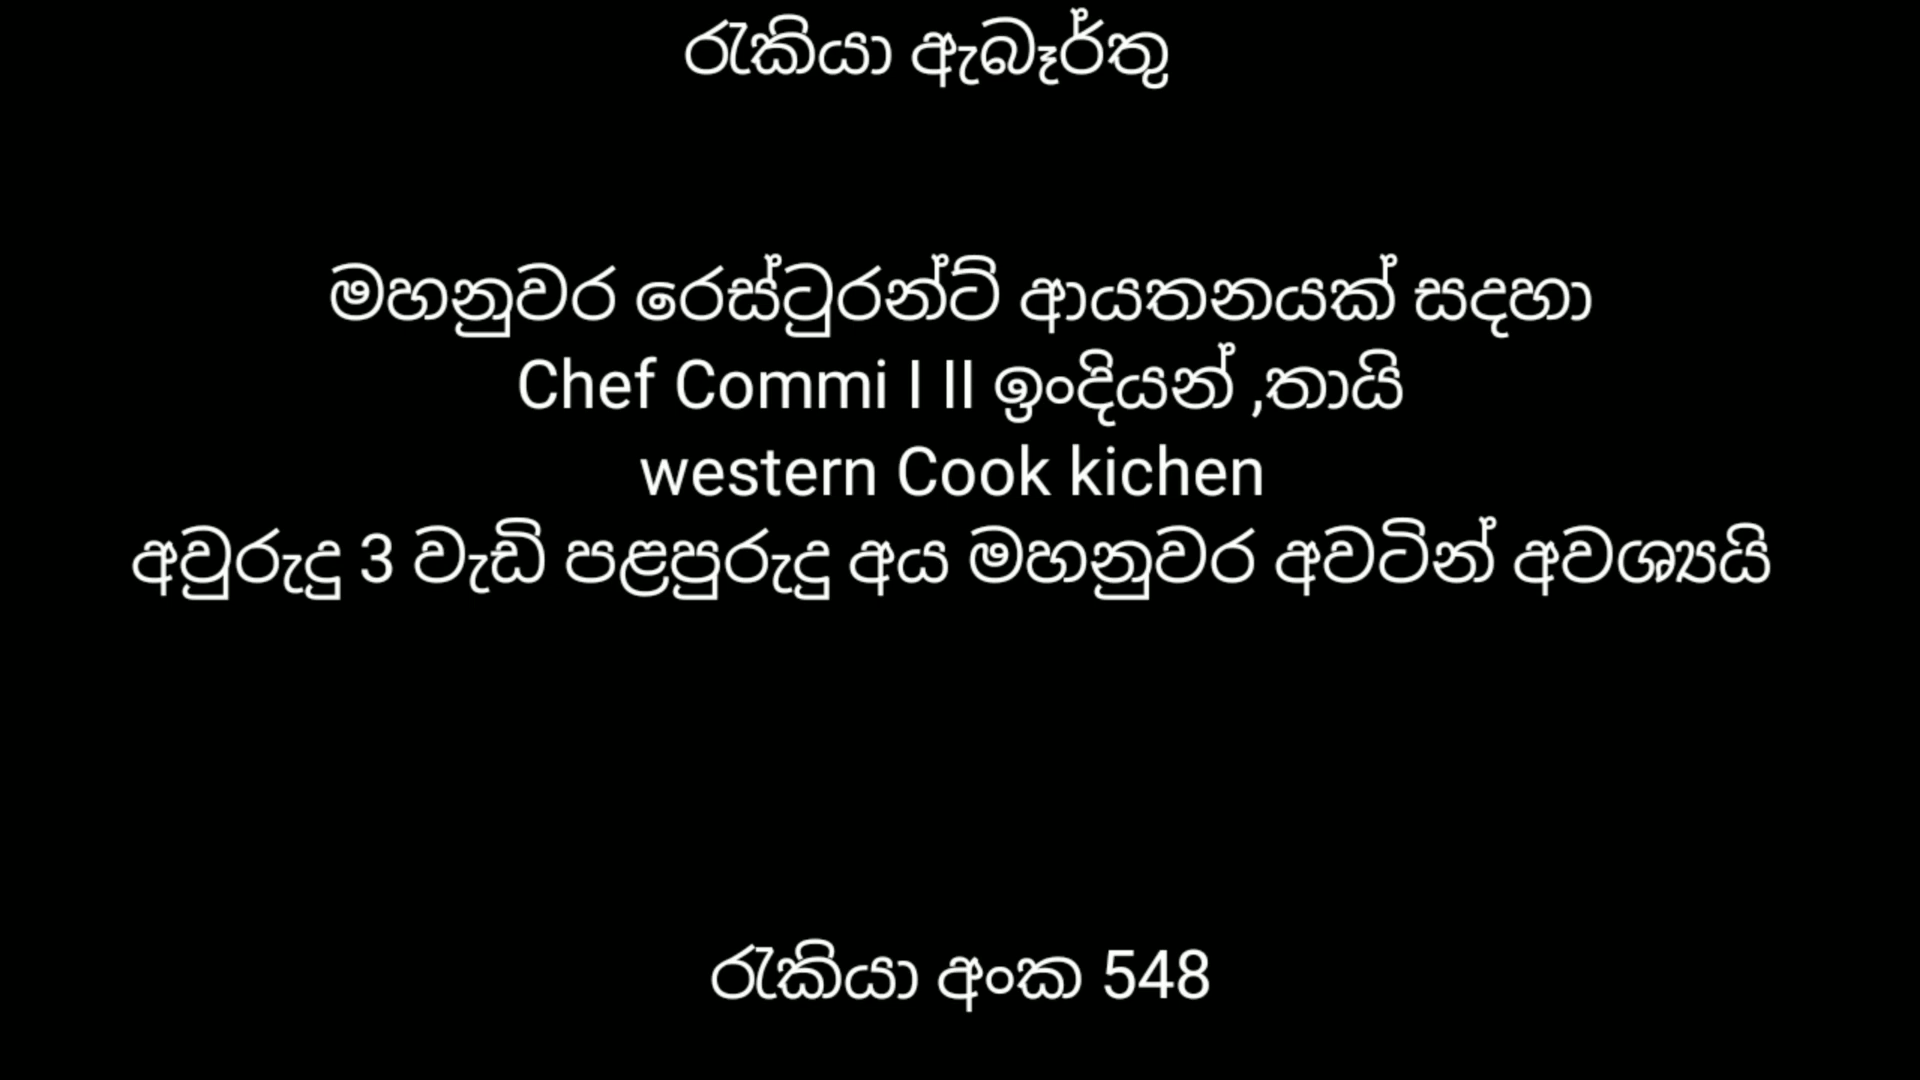 රැකියා ඇබෑර්තු
මහනුවර රෙස්ටුරන්ට් ආයතනයක් සදහා
Chef Commi I II ඉංදියන් ,තායි
western Cook kichen
අවුරුදු 3 වැඩි පළපුරුදු අය මහනුවර අවටින් අවශ්‍යයි
රැකියා අංක 548